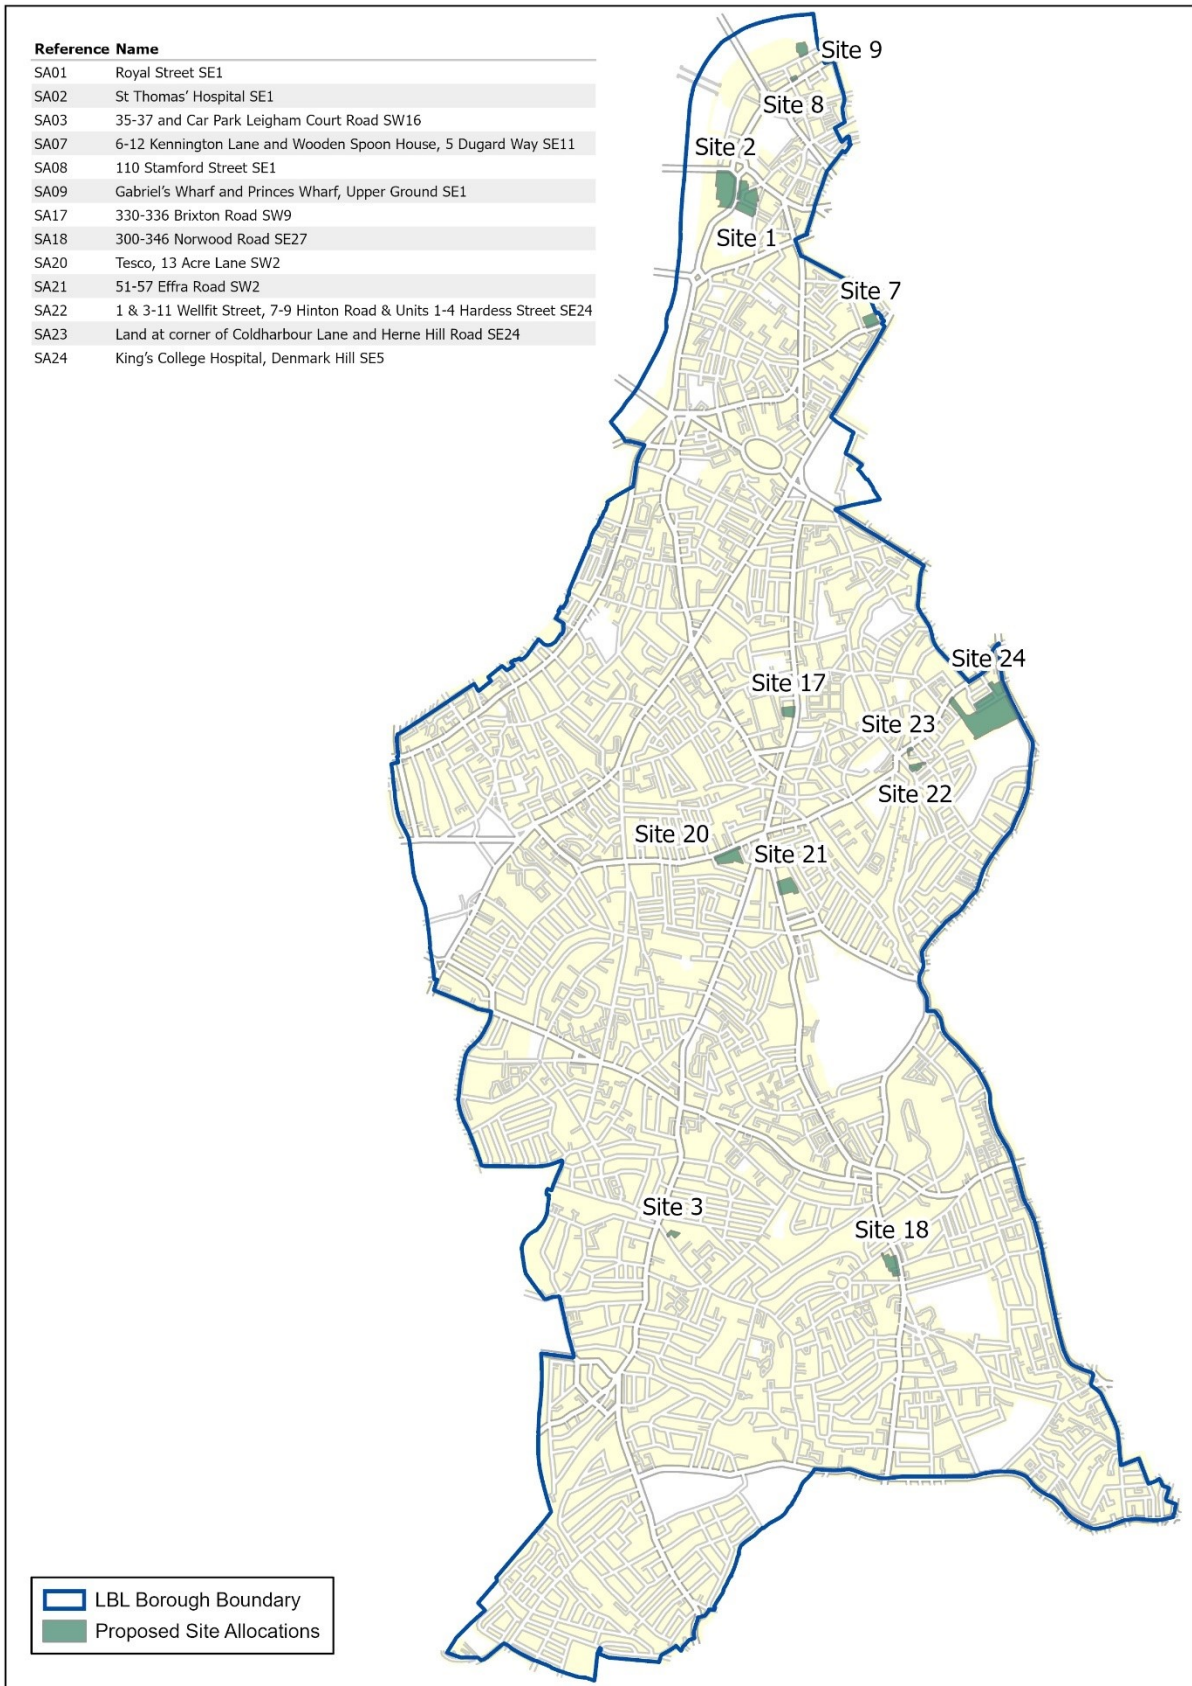 Reference Name
SA01 Royal Street SE1
SA02 St Thomas’ Hospital SE1
SA03 35-37 and Car Park Leigham Court Road SW16
SA07 6-12 Kennington Lane and Wooden Spoon House, 5 Dugard Way SE11
SA08 110 Stamford Street SE1
SA09 Gabriel’s Wharf and Princes Wharf, Upper Ground SE1
SA17 330-336 Brixton Road SW9
SA18 300-346 Norwood Road SE27
SA20 Tesco, 13 Acre Lane SW2
SA21 51-57 Effra Road SW2
SA22 1 & 3-11 Wellfit Street, 7-9 Hinton Road & Units 1-4 Hardess Street SE24
SA23 Land at corner of Coldharbour Lane and Herne Hill Road SE24
SA24 King’s College Hospital, Denmark Hill SE5
Site 9
Site 8
Site 2
Site 1
Site 7
Site 24
Site 17
Site 23
Site 22
Site 20
Site 21
Site 3
Site 18
LBL Borough Boundary
Proposed Site Allocations